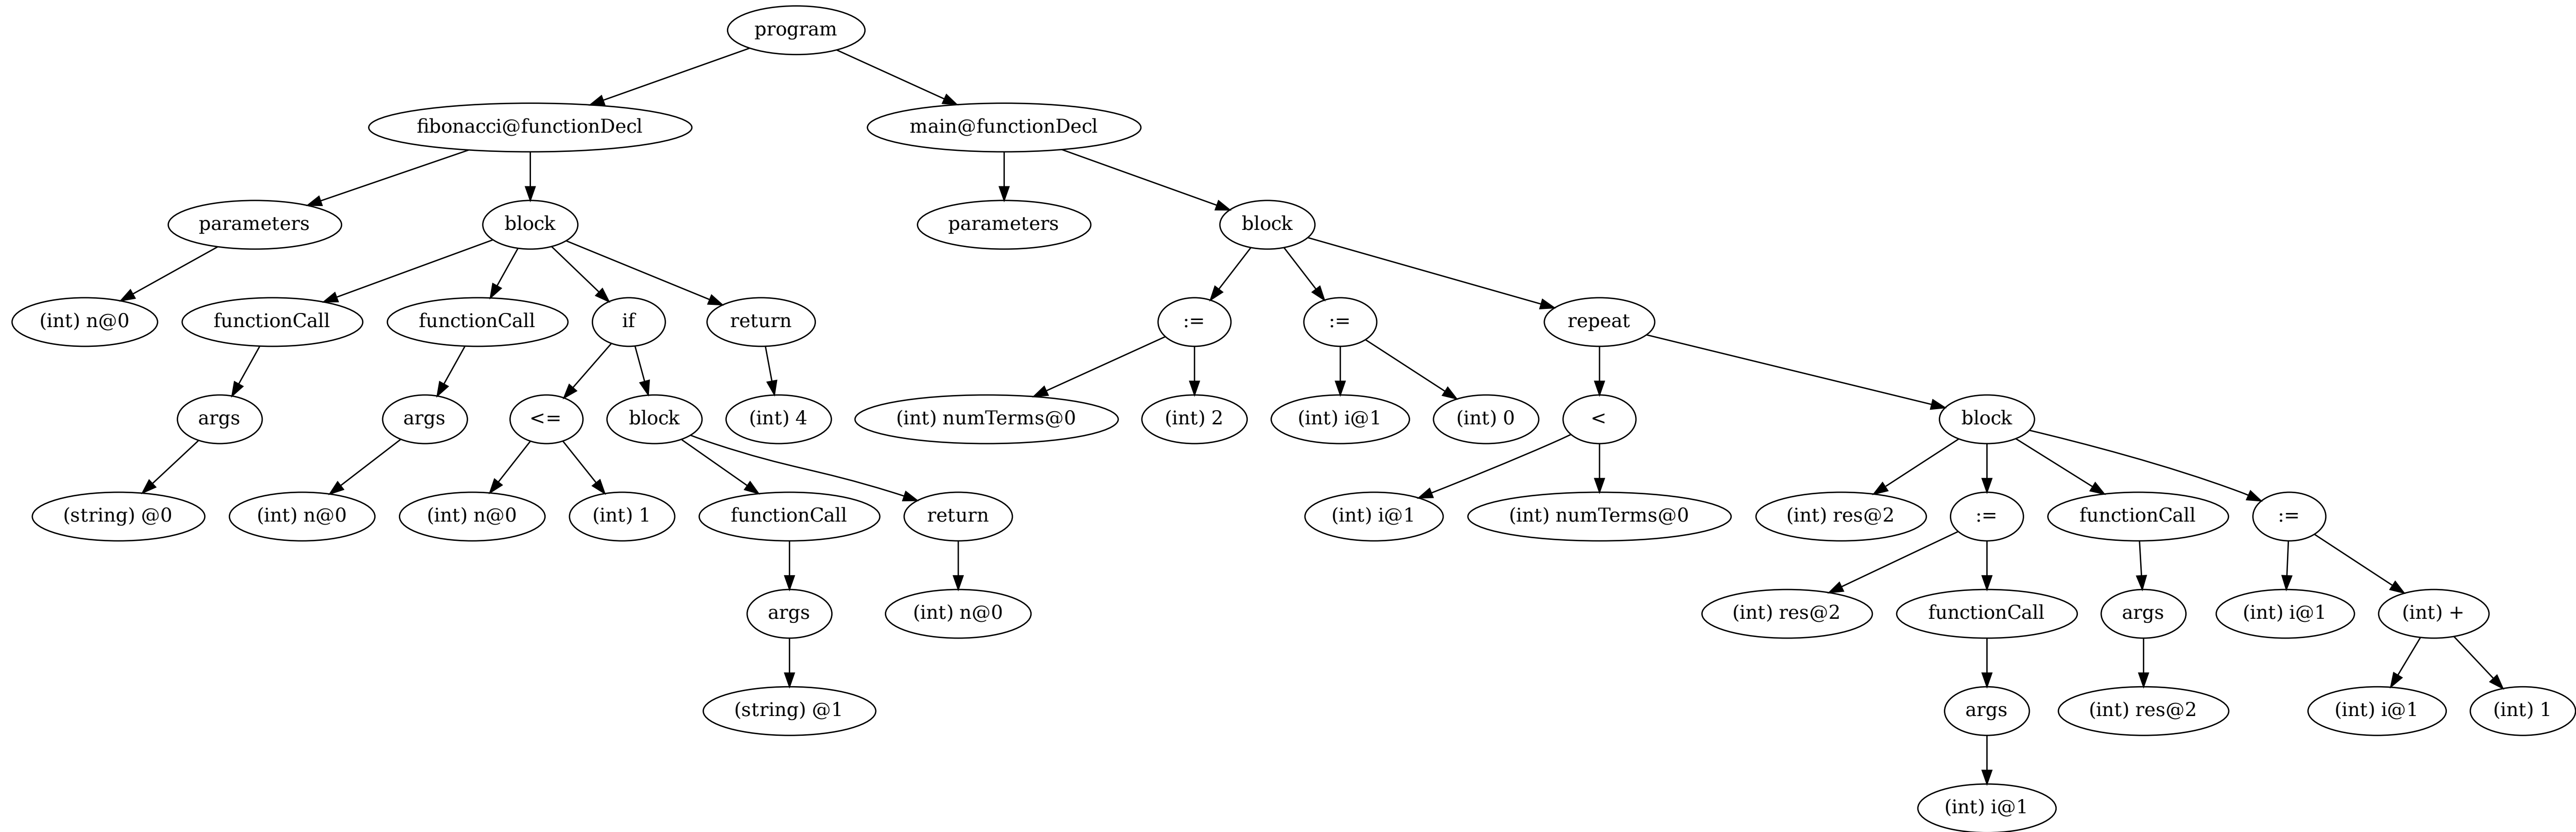 program
fibonacci@functionDecl
main@functionDecl
parameters
block
parameters
block
(int) n@0
functionCall
functionCall
if
return
:=
:=
repeat
args
args
<=
block
(int) 4
(int) numTerms@0
(int) 2
(int) i@1
(int) 0
<
block
(string) @0
(int) n@0
(int) n@0
(int) 1
functionCall
return
(int) i@1
(int) numTerms@0
(int) res@2
:=
functionCall
:=
args
(int) n@0
(int) res@2
functionCall
args
(int) i@1
(int) +
(string) @1
args
(int) res@2
(int) i@1
(int) 1
(int) i@1